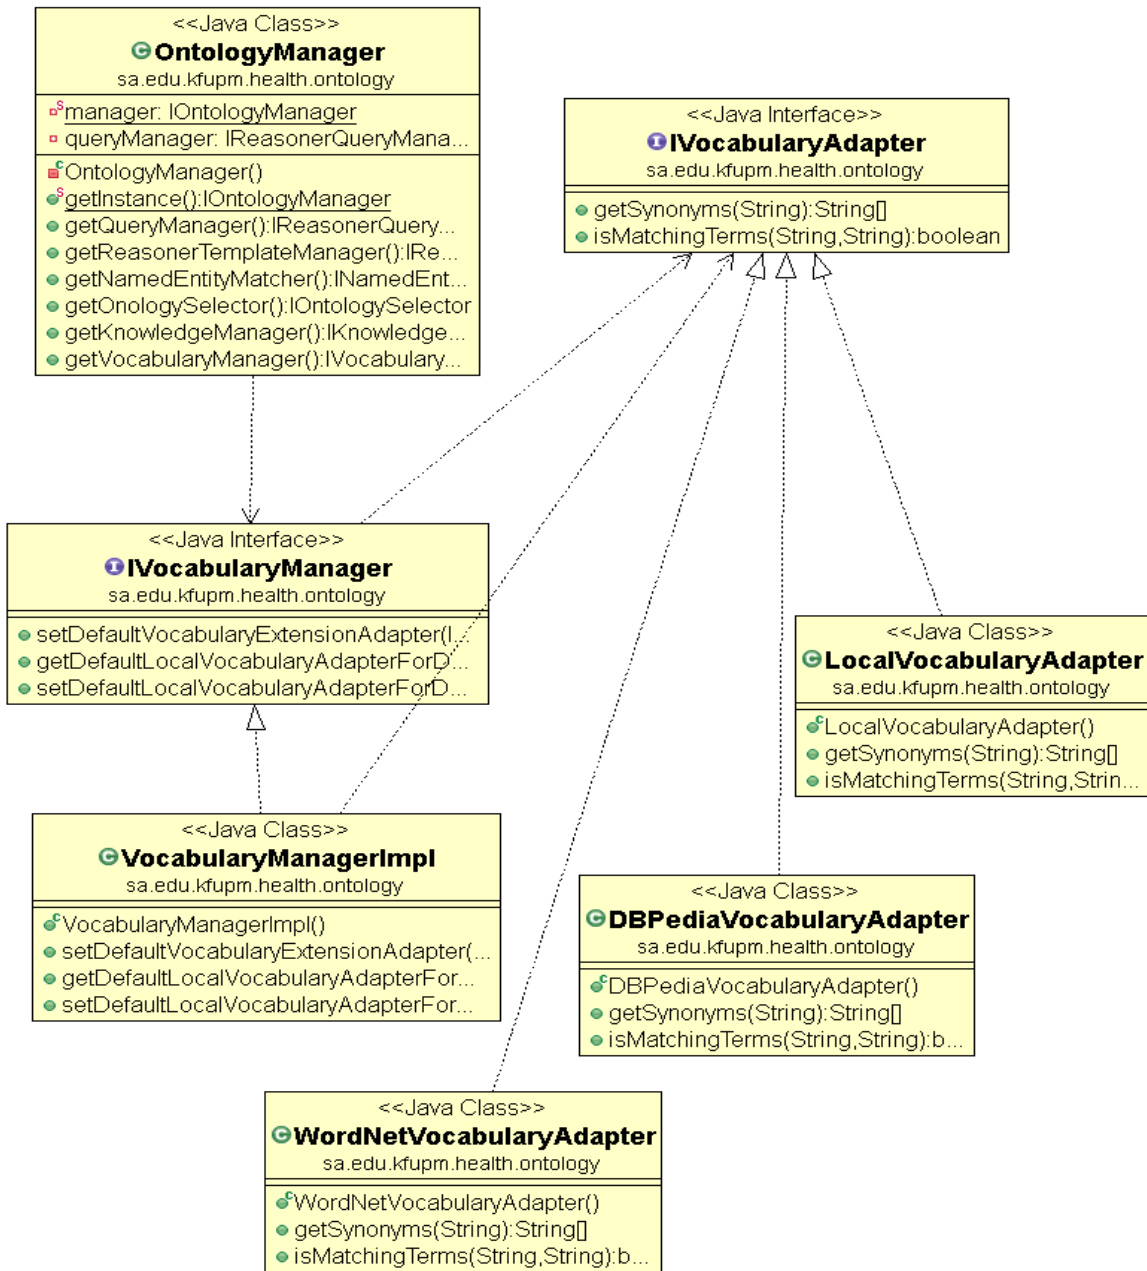 <<Java Class>>
OntologyManager
sa.edu.kfupm.health.ontology
manager: IOntologyManager
queryManager: IReasonerQueryMana...
OntologyManager()
getInstance():IOntologyManager
getQueryManager():IReasonerQuery...
getReasonerTemplateManager():IRe...
getNamedEntityMatcher():INamedEnt...
getOnologySelector():IOntologySelector
getKnowledgeManager():IKnowledge...
getVocabularyManager():IVocabulary...
<<Java Interface>>
IVocabularyAdapter
sa.edu.kfupm.health.ontology
getSynonyms(String):String[]
isMatchingTerms(String,String):boolean
<<Java Interface>>
IVocabularyManager
sa.edu.kfupm.health.ontology
setDefaultVocabularyExtensionAdapter(I...
getDefaultLocalVocabularyAdapterForD...
setDefaultLocalVocabularyAdapterForD...
<<Java Class>>
LocalVocabularyAdapter
sa.edu.kfupm.health.ontology
LocalVocabularyAdapter()
getSynonyms(String):String[]
isMatchingTerms(String,Strin...
<<Java Class>>
VocabularyManagerImpl
sa.edu.kfupm.health.ontology
VocabularyManagerImpl()
setDefaultVocabularyExtensionAdapter(...
getDefaultLocalVocabularyAdapterFor...
setDefaultLocalVocabularyAdapterFor...
<<Java Class>>
DBPediaVocabularyAdapter
sa.edu.kfupm.health.ontology
DBPediaVocabularyAdapter()
getSynonyms(String):String[]
isMatchingTerms(String,String):b...
<<Java Class>>
WordNetVocabularyAdapter
sa.edu.kfupm.health.ontology
WordNetVocabularyAdapter()
getSynonyms(String):String[]
isMatchingTerms(String,String):b...